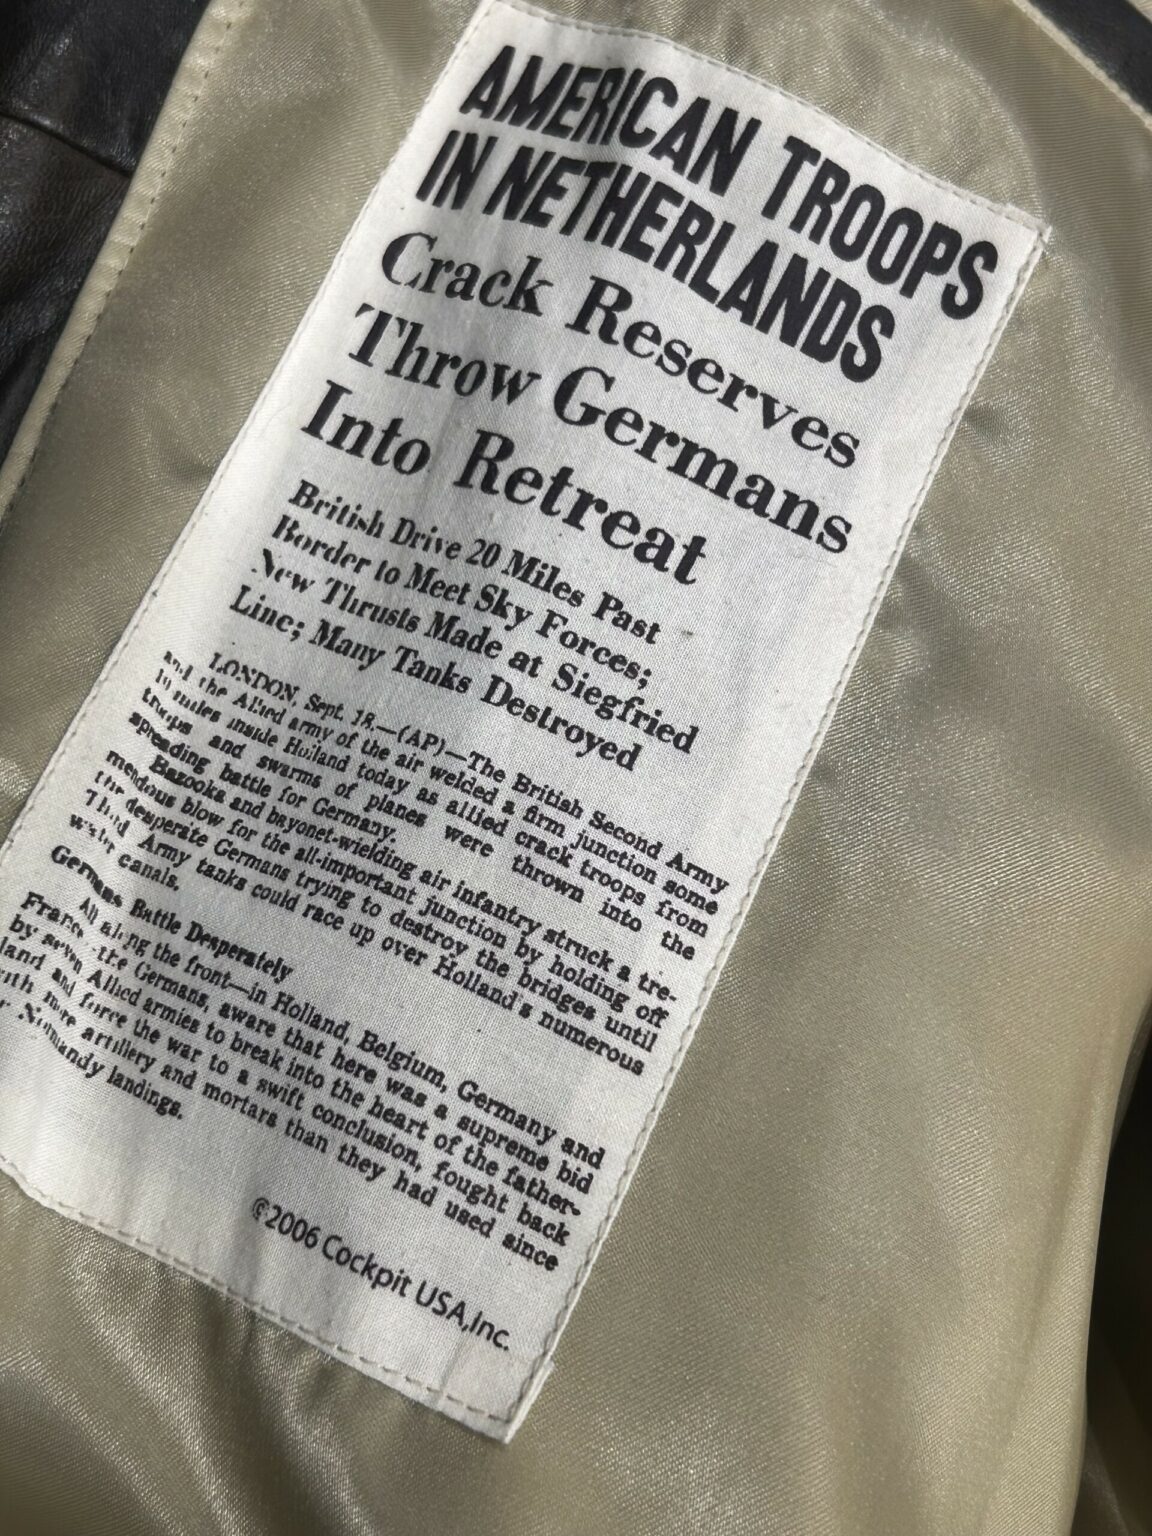 AMERICAN TROOPS
IN NETHERLANDS
Crack Reserves
Throw Germans
Into Retreat
British Drive 20 Miles Past
Border to Meet Sky Forces;
New Thrusts Made at Siegfried
Line; Many Tanks Destroyed
LONDON, Sept. 18.—(AP)—The British Second Army
and the Allied army of the air welded a firm junction some
10 miles inside Holland today as allied crack troops from
troops and swarms of planes were thrown into the
spreading battle for Germany.
Bazooka and bayonet-wielding air infantry struck a tre-
mendous blow for the all-important junction by holding off
the desperate Germans trying to destroy the bridges until
Third Army tanks could race up over Holland's numerous
water canals.
Germans Battle Desperately
All along the front—in Holland, Belgium, Germany and
France, the Germans, aware that here was a supreme bid
by seven Allied armies to break into the heart of the father-
land and force the war to a swift conclusion, fought back
with more artillery and mortars than they had used since
Normandy landings.
©2006 Cockpit USA,Inc.